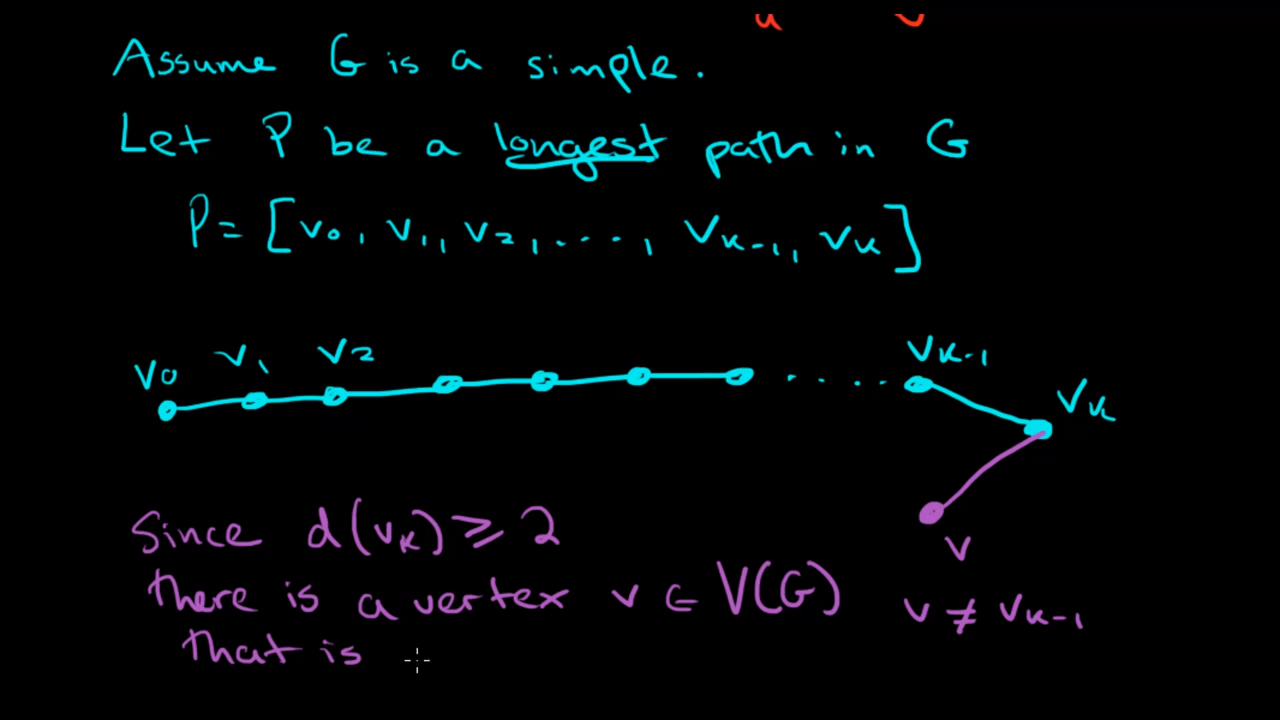 u v
Assume G is a simple.
Let P be a longest path in G
P = [v0, v1, v2, ...., vk-1, vk]
v0 v1 v2 vk-1 vk
v
Since d(vk) ≥ 2
there is a vertex v ∈ V(G) v ≠ vk-1
that is